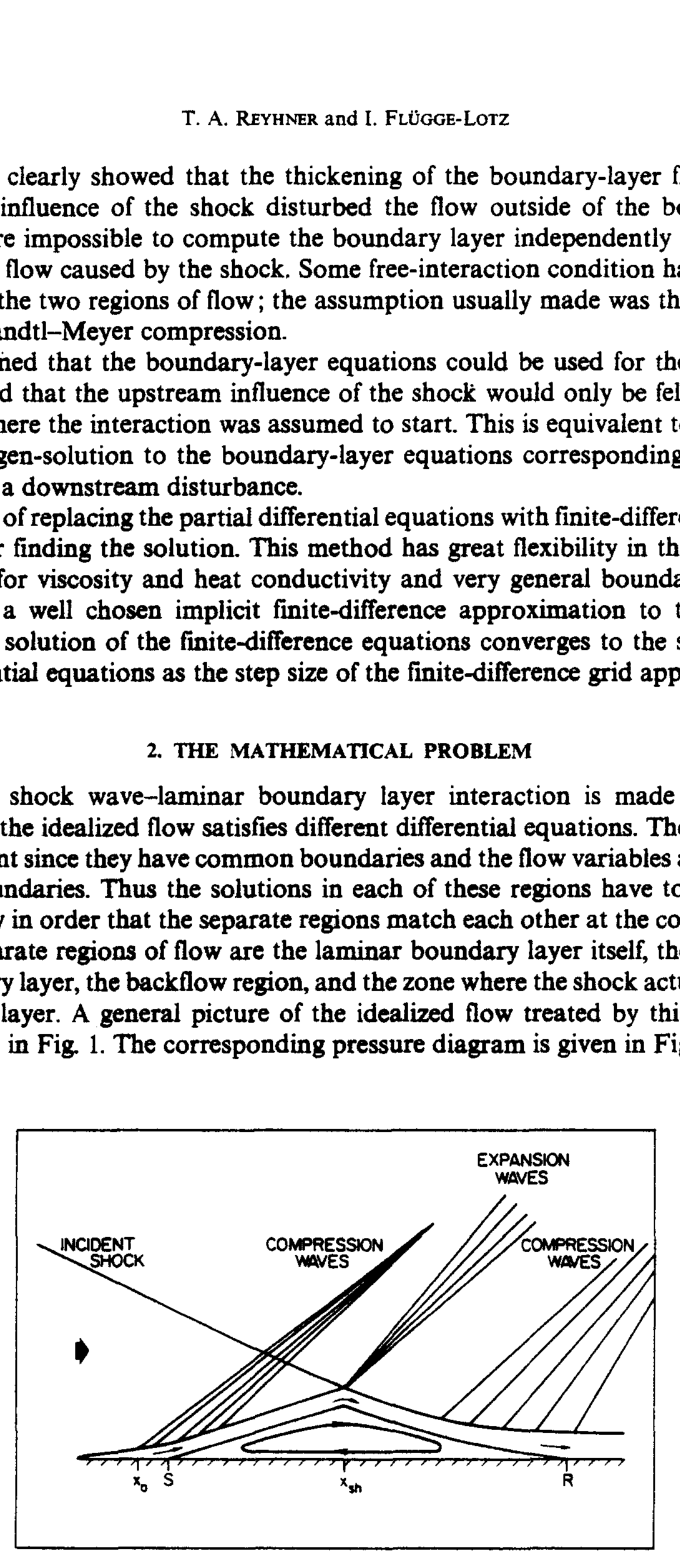 T. A. REYHNER and I. FLÜGGE-LOTZ
clearly showed that the thickening of the boundary-layer f
influence of the shock disturbed the flow outside of the b
re impossible to compute the boundary layer independently
flow caused by the shock. Some free-interaction condition ha
the two regions of flow; the assumption usually made was th
andtl–Meyer compression.
ned that the boundary-layer equations could be used for the
d that the upstream influence of the shock would only be fel
here the interaction was assumed to start. This is equivalent t
gen-solution to the boundary-layer equations corresponding
a downstream disturbance.
of replacing the partial differential equations with finite-differe
r finding the solution. This method has great flexibility in th
for viscosity and heat conductivity and very general bounda
a well chosen implicit finite-difference approximation to t
solution of the finite-difference equations converges to the s
tial equations as the step size of the finite-difference grid app
2. THE MATHEMATICAL PROBLEM
shock wave–laminar boundary layer interaction is made
the idealized flow satisfies different differential equations. The
nt since they have common boundaries and the flow variables a
undaries. Thus the solutions in each of these regions have to
y in order that the separate regions match each other at the co
arate regions of flow are the laminar boundary layer itself, the
ry layer, the backflow region, and the zone where the shock actu
layer. A general picture of the idealized flow treated by thi
in Fig. 1. The corresponding pressure diagram is given in Fig
EXPANSION
WAVES
INCIDENT
SHOCK
COMPRESSION
WAVES
COMPRESSION
WAVES
x₀ S x_sh R